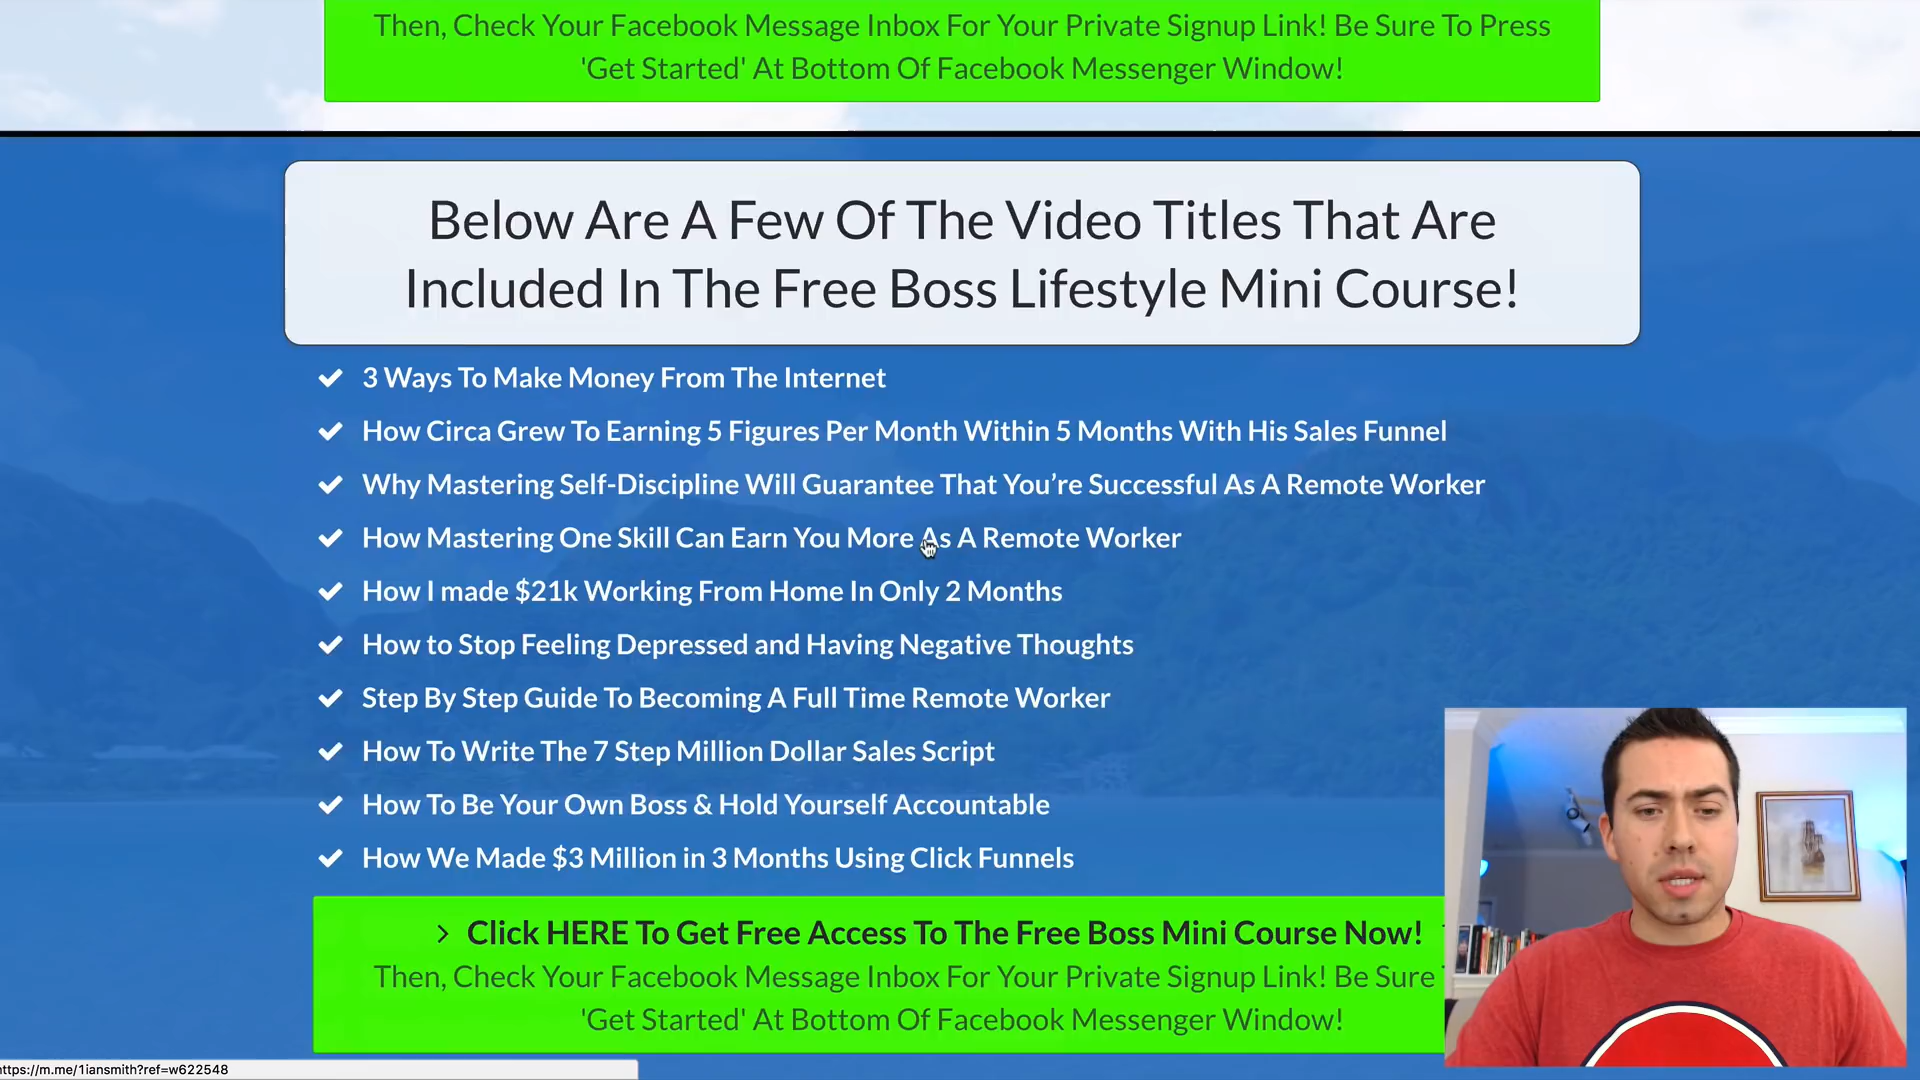 Then, Check Your Facebook Message Inbox For Your Private Signup Link! Be Sure To Press
'Get Started' At Bottom Of Facebook Messenger Window!
Below Are A Few Of The Video Titles That Are
Included In The Free Boss Lifestyle Mini Course!
3 Ways To Make Money From The Internet
How Circa Grew To Earning 5 Figures Per Month Within 5 Months With His Sales Funnel
Why Mastering Self-Discipline Will Guarantee That You’re Successful As A Remote Worker
How Mastering One Skill Can Earn You More As A Remote Worker
How I made $21k Working From Home In Only 2 Months
How to Stop Feeling Depressed and Having Negative Thoughts
Step By Step Guide To Becoming A Full Time Remote Worker
How To Write The 7 Step Million Dollar Sales Script
How To Be Your Own Boss & Hold Yourself Accountable
How We Made $3 Million in 3 Months Using Click Funnels
> Click HERE To Get Free Access To The Free Boss Mini Course Now!
Then, Check Your Facebook Message Inbox For Your Private Signup Link! Be Sure
'Get Started' At Bottom Of Facebook Messenger Window!
https://m.me/1iansmith?ref=w622548